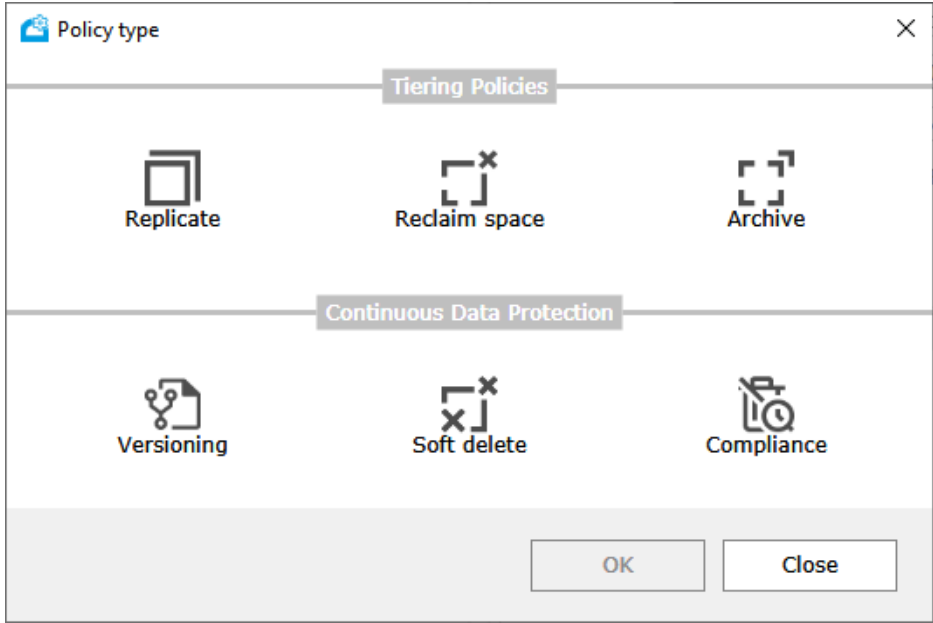 Policy type
Tiering Policies
Replicate
Reclaim space
Archive
Continuous Data Protection
Versioning
Soft delete
Compliance
OK
Close